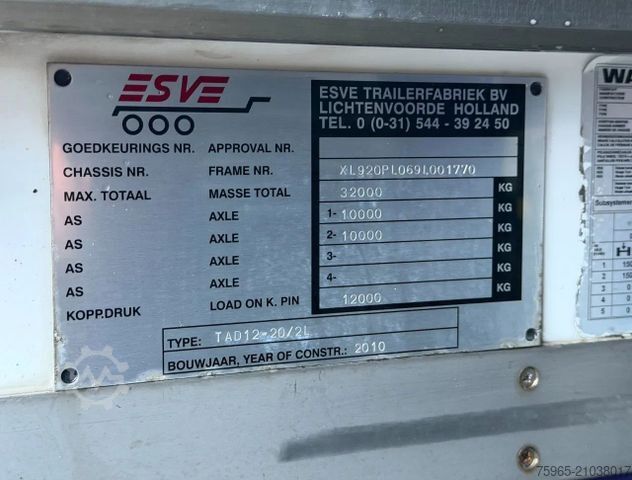 ESVE
ESVE TRAILERFABRIEK BV
LICHTENVOORDE HOLLAND
TEL. 0 (0-31) 544 - 39 24 50
GOEDKEURINGS NR. APPROVAL NR.
CHASSIS NR. FRAME NR. XL920PL069L001770
MAX. TOTAAL MASSE TOTAL 32000 KG
AS AXLE 1- 10000 KG
AS AXLE 2- 10000 KG
AS AXLE 3- KG
AS AXLE 4- KG
KOPP.DRUK LOAD ON K. PIN 12000 KG
TYPE: TAD12-20/2L
BOUWJAAR, YEAR OF CONSTR.: 2010
WA
Subsystemen
75965-21038017